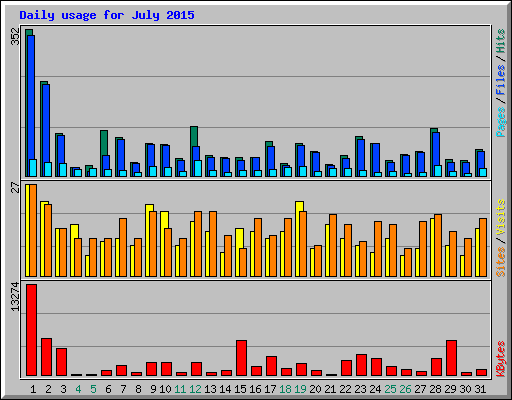 Daily usage for July 2015
352
Pages / Files / Hits
27
Sites / Visits
13274
KBytes
1 2 3 4 5 6 7 8 9 10 11 12 13 14 15 16 17 18 19 20 21 22 23 24 25 26 27 28 29 30 31